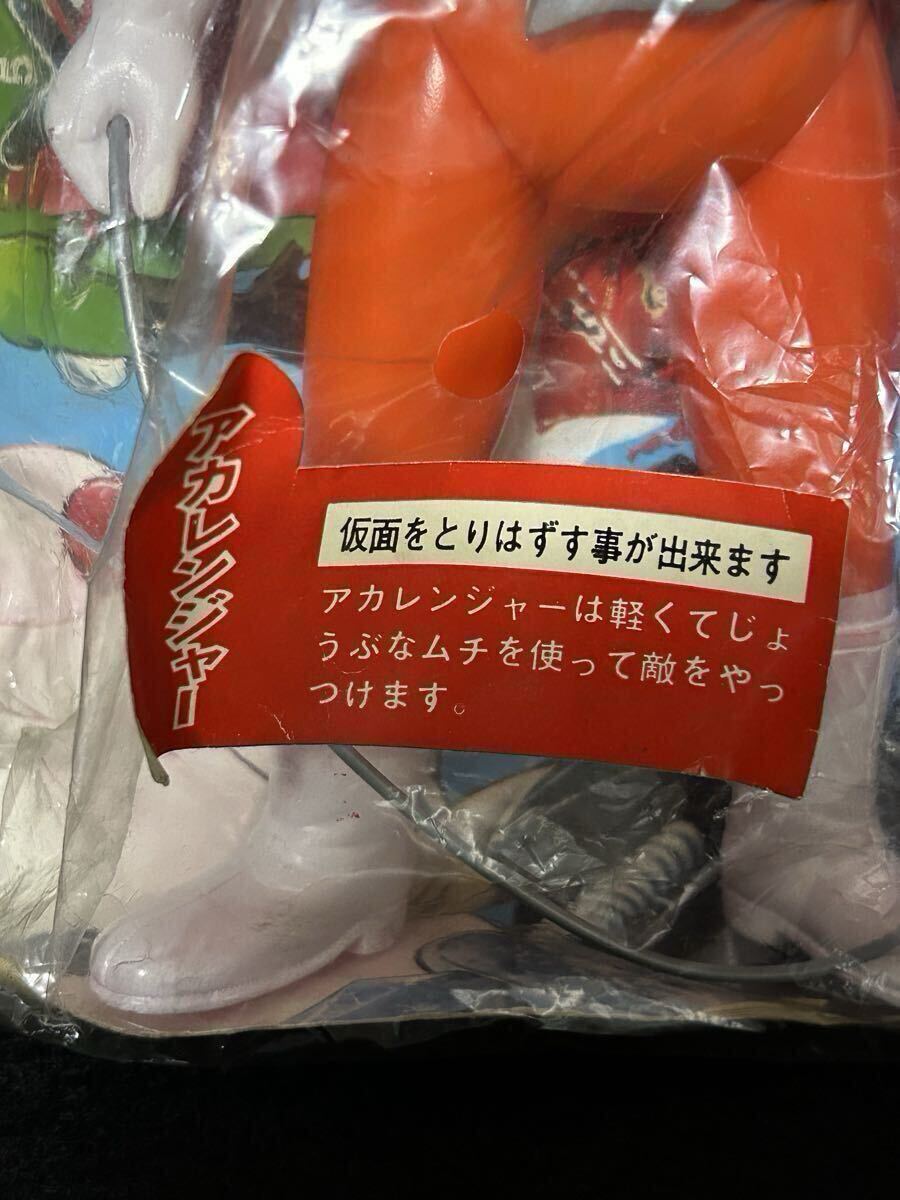 アカレンジャー
仮面をとりはずす事が出来ます
アカレンジャーは軽くてじょ
うぶなムチを使って敵をやっ
つけます。